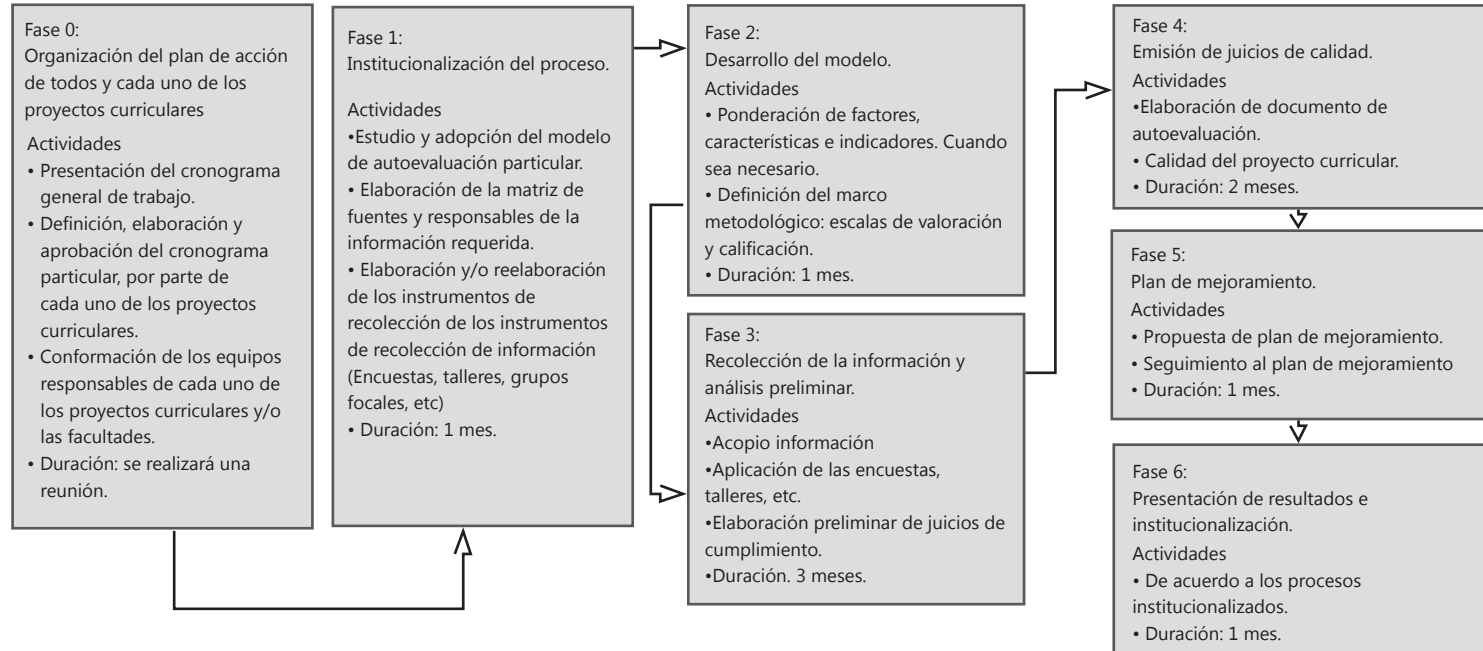 Fase 0:
Organización del plan de acción
de todos y cada uno de los
proyectos curriculares
Actividades
• Presentación del cronograma
general de trabajo.
• Definición, elaboración y
aprobación del cronograma
particular, por parte de
cada uno de los proyectos
curriculares.
• Conformación de los equipos
responsables de cada uno de
los proyectos curriculares y/o
las facultades.
• Duración: se realizará una
reunión.
Fase 1:
Institucionalización del proceso.
Actividades
•Estudio y adopción del modelo
de autoevaluación particular.
• Elaboración de la matriz de
fuentes y responsables de la
información requerida.
• Elaboración y/o reelaboración
de los instrumentos de
recolección de los instrumentos
de recolección de información
(Encuestas, talleres, grupos
focales, etc)
• Duración: 1 mes.
Fase 2:
Desarrollo del modelo.
Actividades
• Ponderación de factores,
características e indicadores. Cuando
sea necesario.
• Definición del marco
metodológico: escalas de valoración
y calificación.
• Duración: 1 mes.
Fase 3:
Recolección de la información y
análisis preliminar.
Actividades
•Acopio información
•Aplicación de las encuestas,
talleres, etc.
•Elaboración preliminar de juicios de
cumplimiento.
•Duración. 3 meses.
Fase 4:
Emisión de juicios de calidad.
Actividades
•Elaboración de documento de
autoevaluación.
• Calidad del proyecto curricular.
• Duración: 2 meses.
Fase 5:
Plan de mejoramiento.
Actividades
• Propuesta de plan de mejoramiento.
• Seguimiento al plan de mejoramiento
• Duración: 1 mes.
Fase 6:
Presentación de resultados e
institucionalización.
Actividades
• De acuerdo a los procesos
institucionalizados.
• Duración: 1 mes.